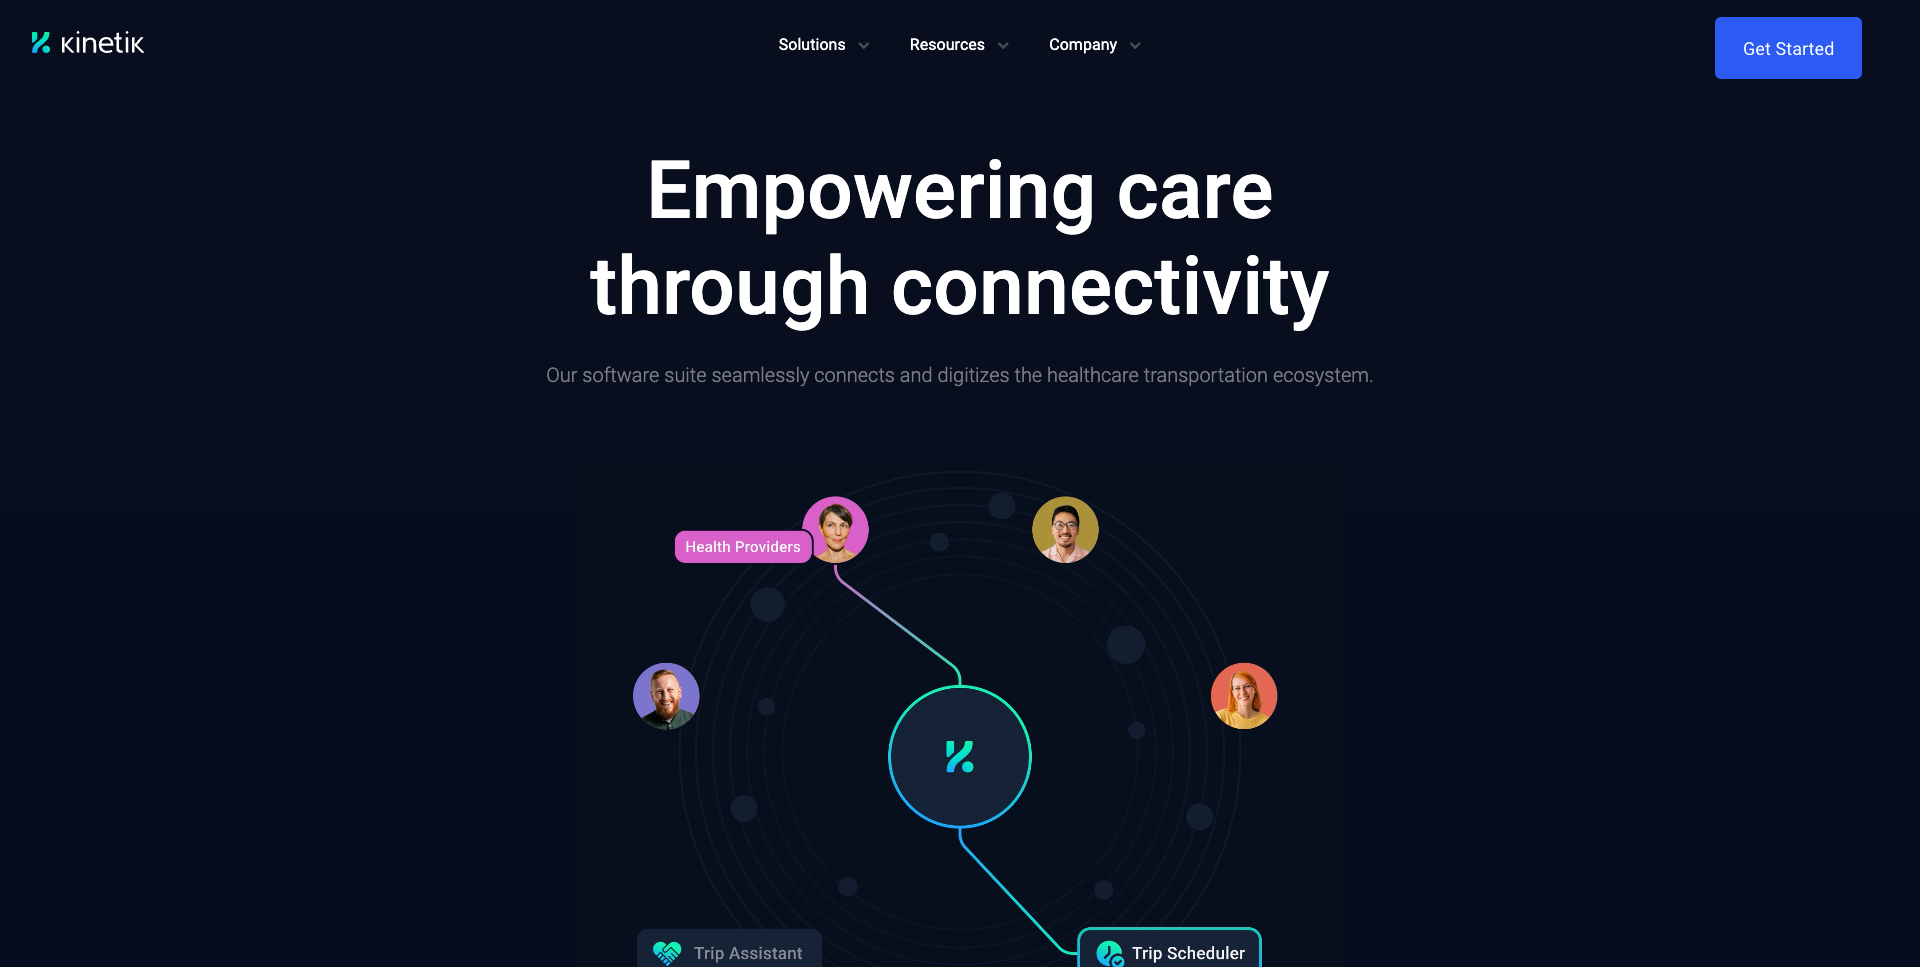 kinetik
Solutions
Resources
Company
Get Started
Empowering care
through connectivity
Our software suite seamlessly connects and digitizes the healthcare transportation ecosystem.
Health Providers
Trip Assistant
Trip Scheduler